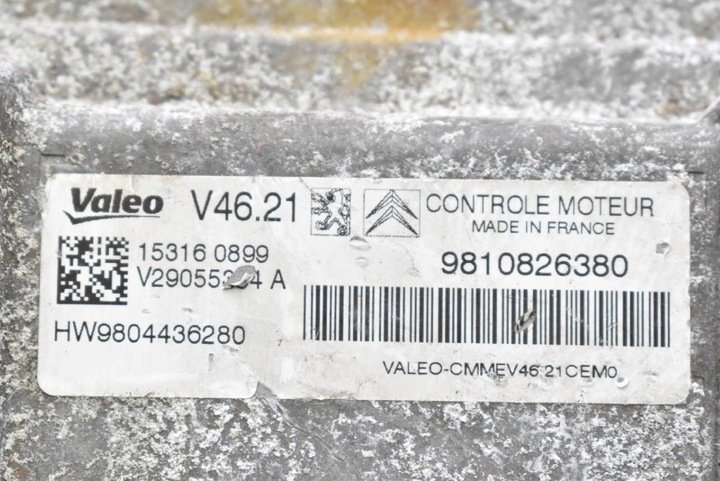 Valeo V46.21 CONTROLE MOTEUR
MADE IN FRANCE
15316 0899 9810826380
A
HW9804436280
VALEO-CMMEV46.21CEM0